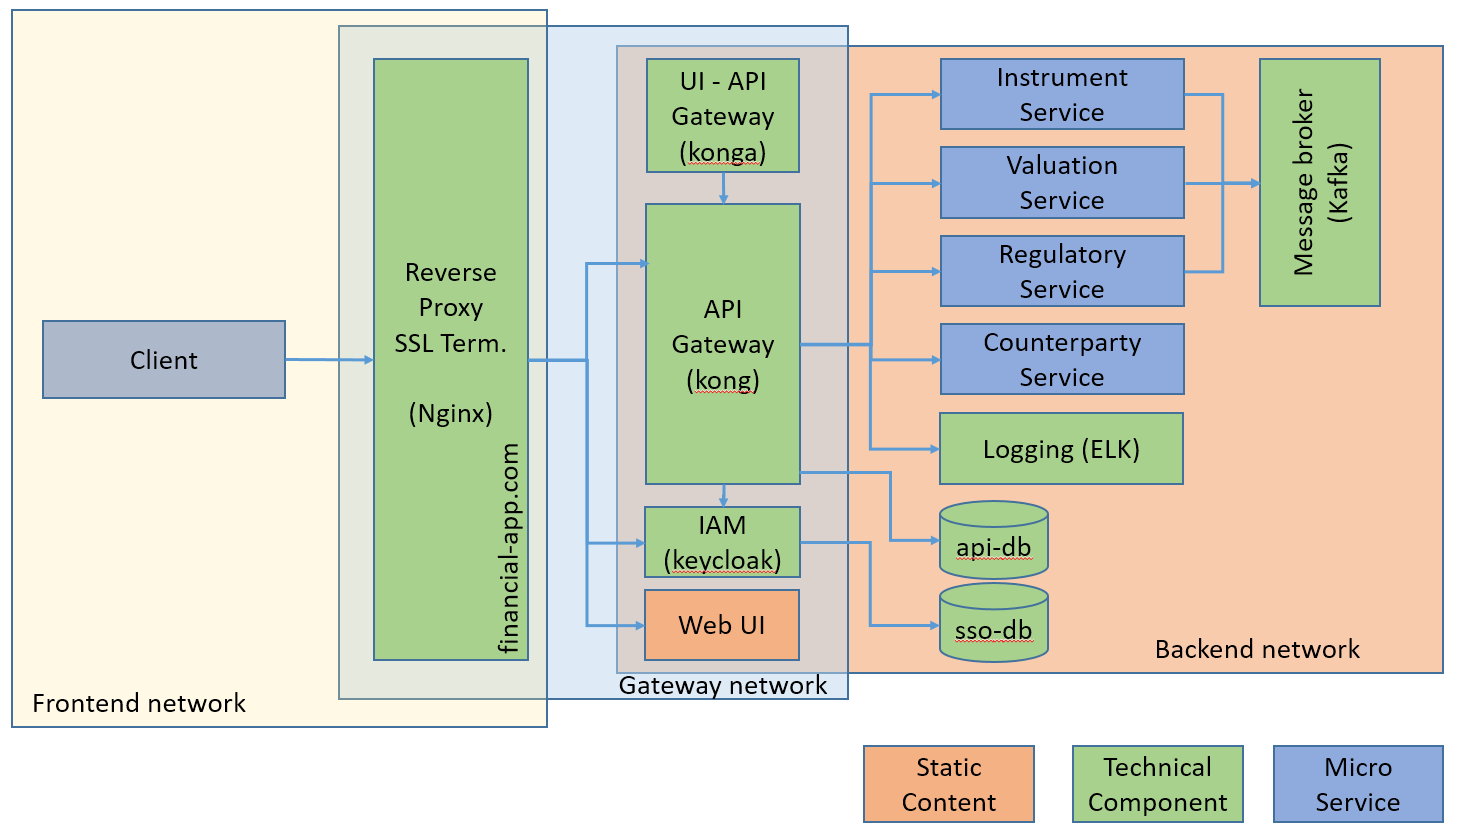 Client
Reverse
Proxy
SSL Term.
(Nginx)
financial-app.com
Frontend network
UI - API
Gateway
(konga)
API
Gateway
(kong)
IAM
(keycloak)
Web UI
Gateway network
Instrument
Service
Valuation
Service
Regulatory
Service
Counterparty
Service
Logging (ELK)
api-db
sso-db
Message broker
(Kafka)
Backend network
Static
Content
Technical
Component
Micro
Service